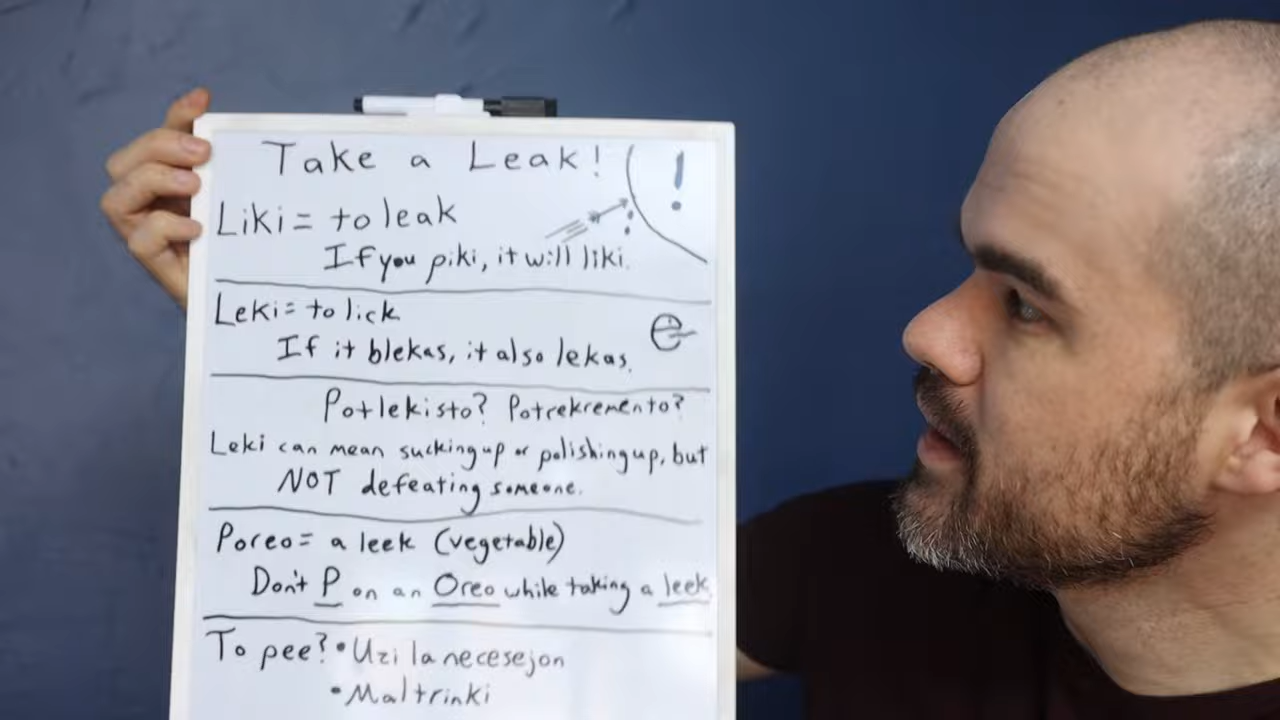 Take a Leak!
!
Liki = to leak
If you piki, it will liki.
Leki = to lick
If it blekas, it also lekas.
Potlekisto? Potrekremento?
Leki can mean sucking up or polishing up, but
NOT defeating someone.
Poreo = a leek (vegetable)
Don't P on an Oreo while taking a leek
To pee? • Uzi la necesejon
• Maltrinki